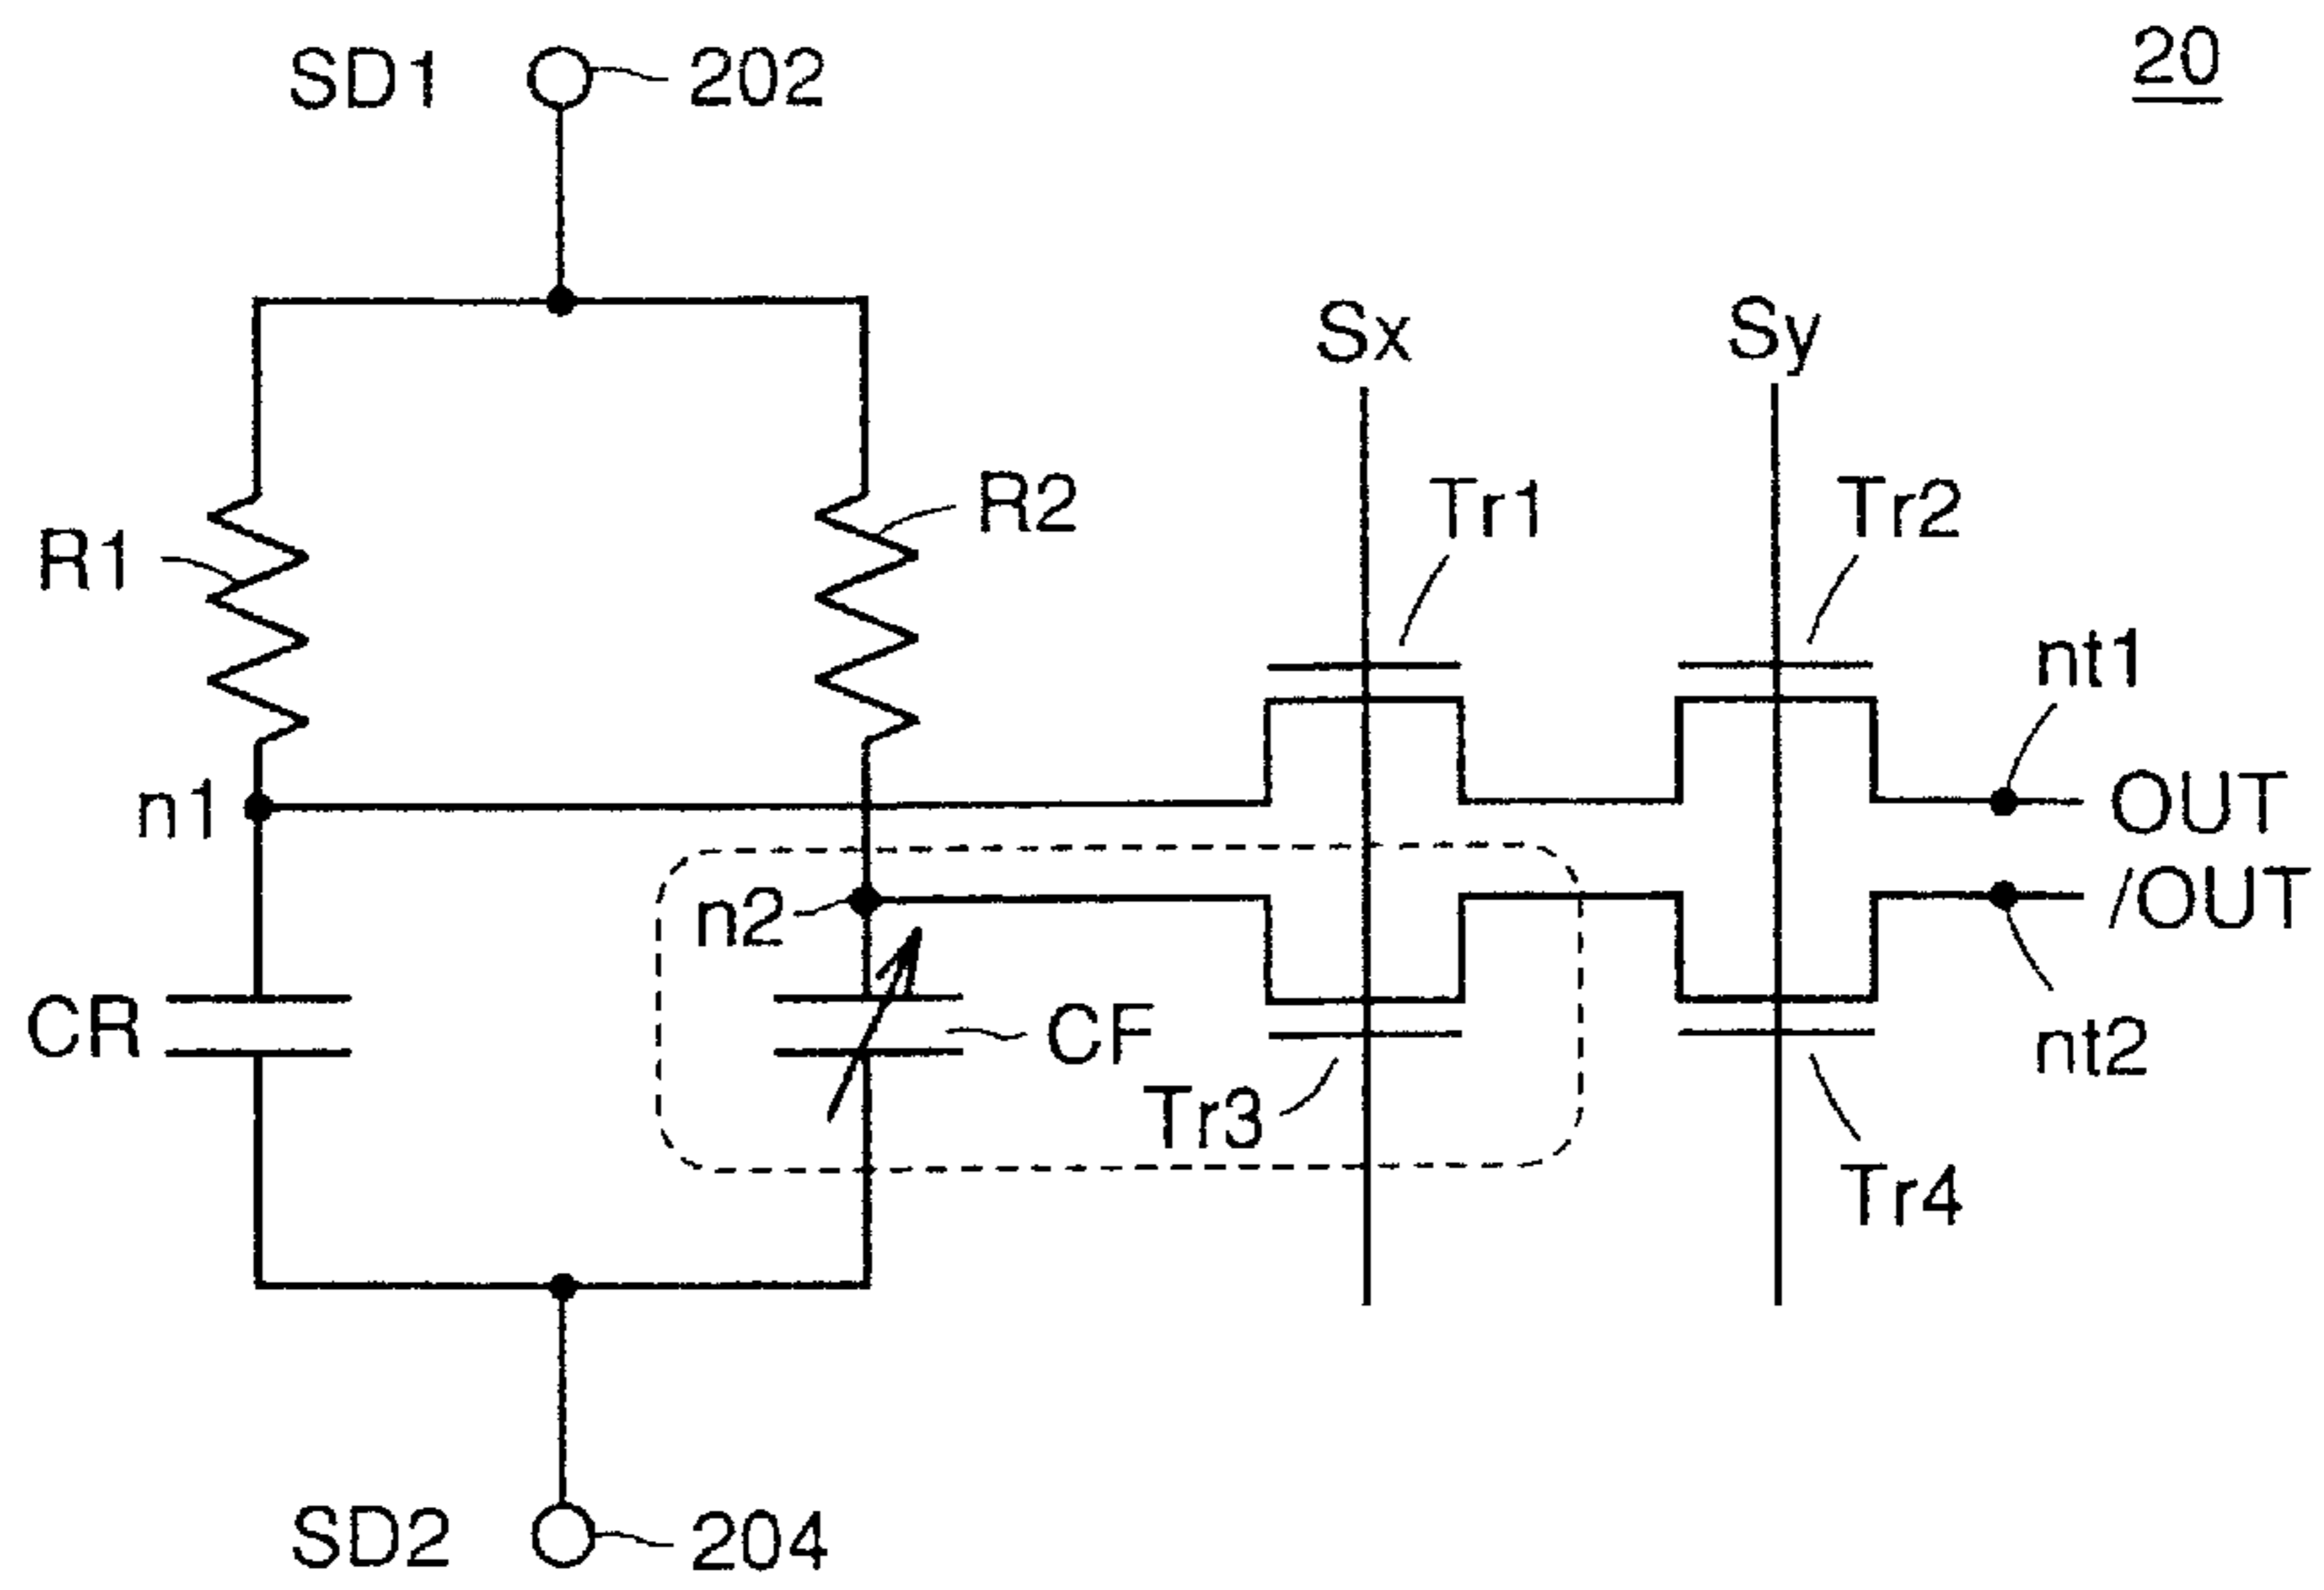 20
SD1
202
Sx
Sy
R1
R2
Tr1
Tr2
nt1
n1
OUT
n2
/OUT
CR
CF
Tr3
nt2
Tr4
SD2
204